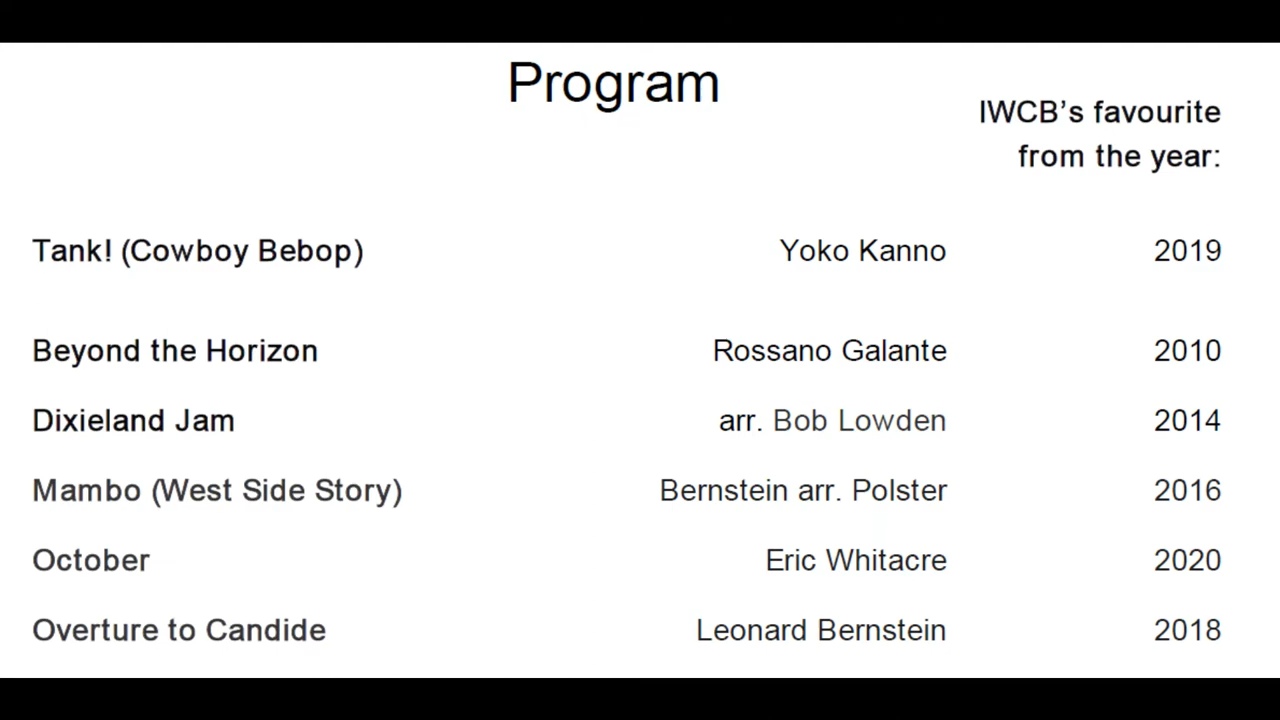 Program
IWCB's favourite
from the year:
Tank! (Cowboy Bebop) Yoko Kanno 2019
Beyond the Horizon Rossano Galante 2010
Dixieland Jam arr. Bob Lowden 2014
Mambo (West Side Story) Bernstein arr. Polster 2016
October Eric Whitacre 2020
Overture to Candide Leonard Bernstein 2018